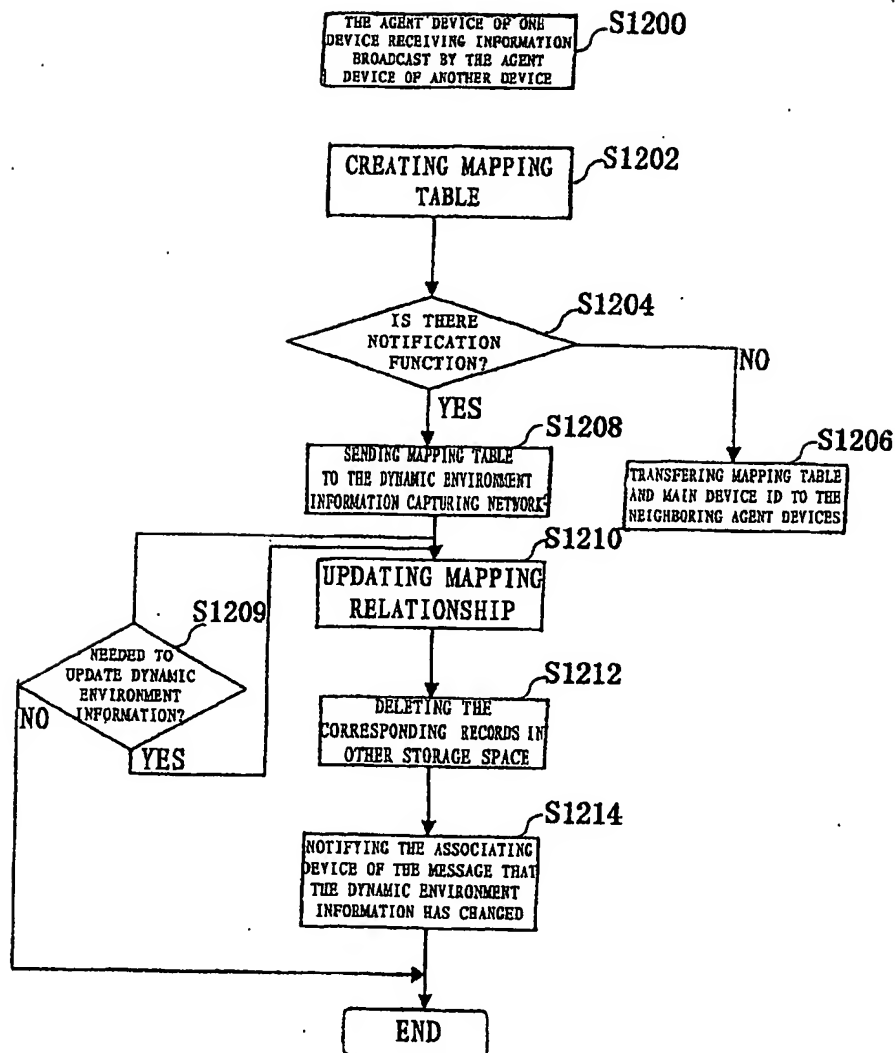 THE AGENT DEVICE OF ONE
DEVICE RECEIVING INFORMATION
BROADCAST BY THE AGENT
DEVICE OF ANOTHER DEVICE
S1200
CREATING MAPPING
TABLE
S1202
IS THERE
NOTIFICATION
FUNCTION?
S1204
NO
YES
S1208
SENDING MAPPING TABLE
TO THE DYNAMIC ENVIRONMENT
INFORMATION CAPTURING NETWORK
S1206
TRANSFERING MAPPING TABLE
AND MAIN DEVICE ID TO THE
NEIGHBORING AGENT DEVICES
S1210
UPDATING MAPPING
RELATIONSHIP
S1209
NEEDED TO
UPDATE DYNAMIC
ENVIRONMENT
INFORMATION?
NO
YES
S1212
DELETING THE
CORRESPONDING RECORDS IN
OTHER STORAGE SPACE
S1214
NOTIFYING THE ASSOCIATING
DEVICE OF THE MESSAGE THAT
THE DYNAMIC ENVIRONMENT
INFORMATION HAS CHANGED
END